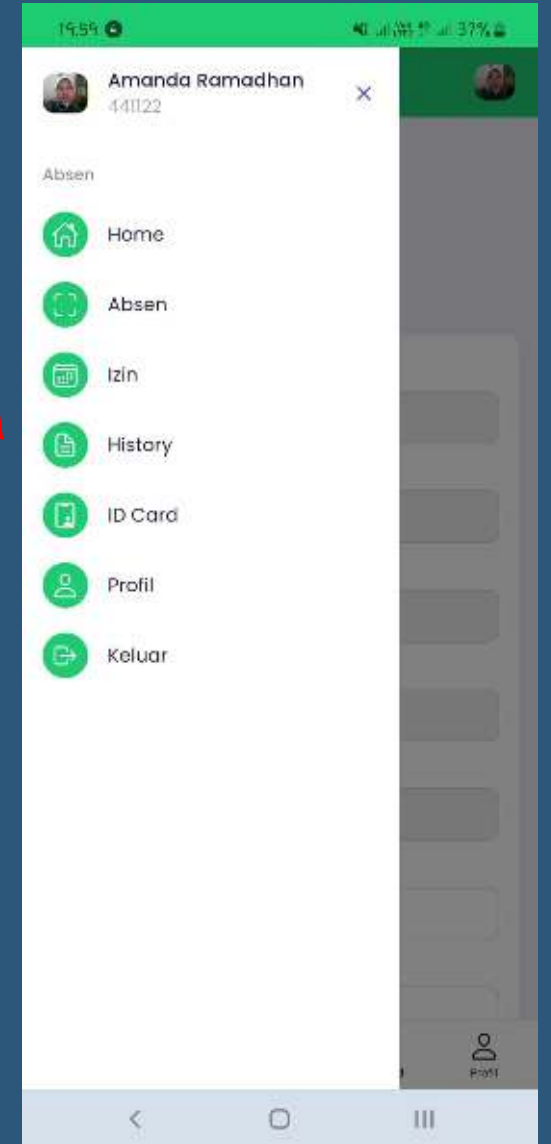 19.59
37%
Amanda Ramadhan
441122
Absen
Home
Absen
Izin
History
ID Card
Profil
Keluar
Profil